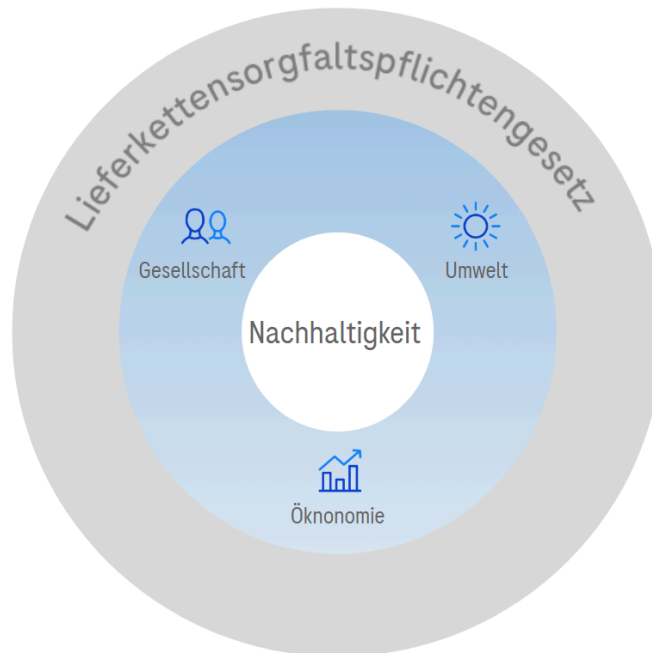 Lieferkettensorgfaltspflichtengesetz
Gesellschaft
Umwelt
Nachhaltigkeit
Öknonomie